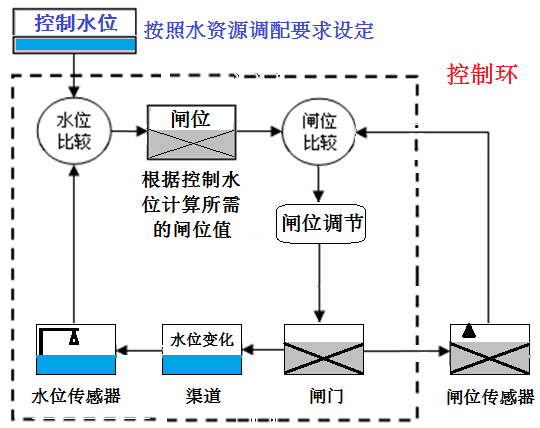 控制水位
按照水资源调配要求设定
控制环
水位
比较
闸位
闸位
比较
根据控制水
位计算所需
的闸位值
闸位调节
水位变化
水位传感器
渠道
闸门
闸位传感器